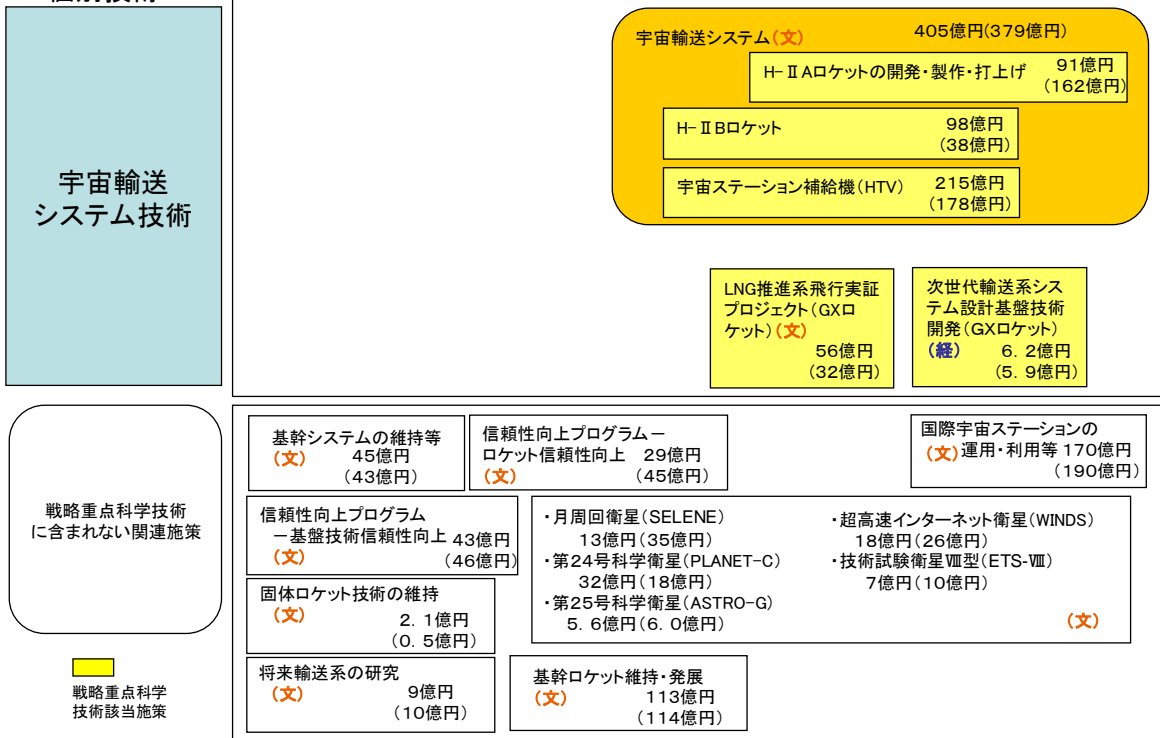 宇宙輸送
システム技術
宇宙輸送システム(文) 405億円(379億円)
H-ⅡAロケットの開発・製作・打上げ 91億円
(162億円)
H-ⅡBロケット 98億円
(38億円)
宇宙ステーション補給機(HTV) 215億円
(178億円)
LNG推進系飛行実証
プロジェクト(GXロ
ケット)(文)
56億円
(32億円)
次世代輸送系シス
テム設計基盤技術
開発(GXロケット)
(経) 6.2億円
(5.9億円)
戦略重点科学技術
に含まれない関連施策
基幹システムの維持等
(文) 45億円
(43億円)
信頼性向上プログラム-
ロケット信頼性向上 29億円
(文) (45億円)
国際宇宙ステーションの
(文)運用・利用等 170億円
(190億円)
信頼性向上プログラム
-基盤技術信頼性向上 43億円
(文) (46億円)
・月周回衛星(SELENE)
13億円(35億円)
・第24号科学衛星(PLANET-C)
32億円(18億円)
・第25号科学衛星(ASTRO-G)
5.6億円(6.0億円)
・超高速インターネット衛星(WINDS)
18億円(26億円)
・技術試験衛星Ⅷ型(ETS-Ⅷ)
7億円(10億円)
(文)
固体ロケット技術の維持
(文) 2.1億円
(0.5億円)
将来輸送系の研究
(文) 9億円
(10億円)
基幹ロケット維持・発展
(文) 113億円
(114億円)
戦略重点科学
技術該当施策